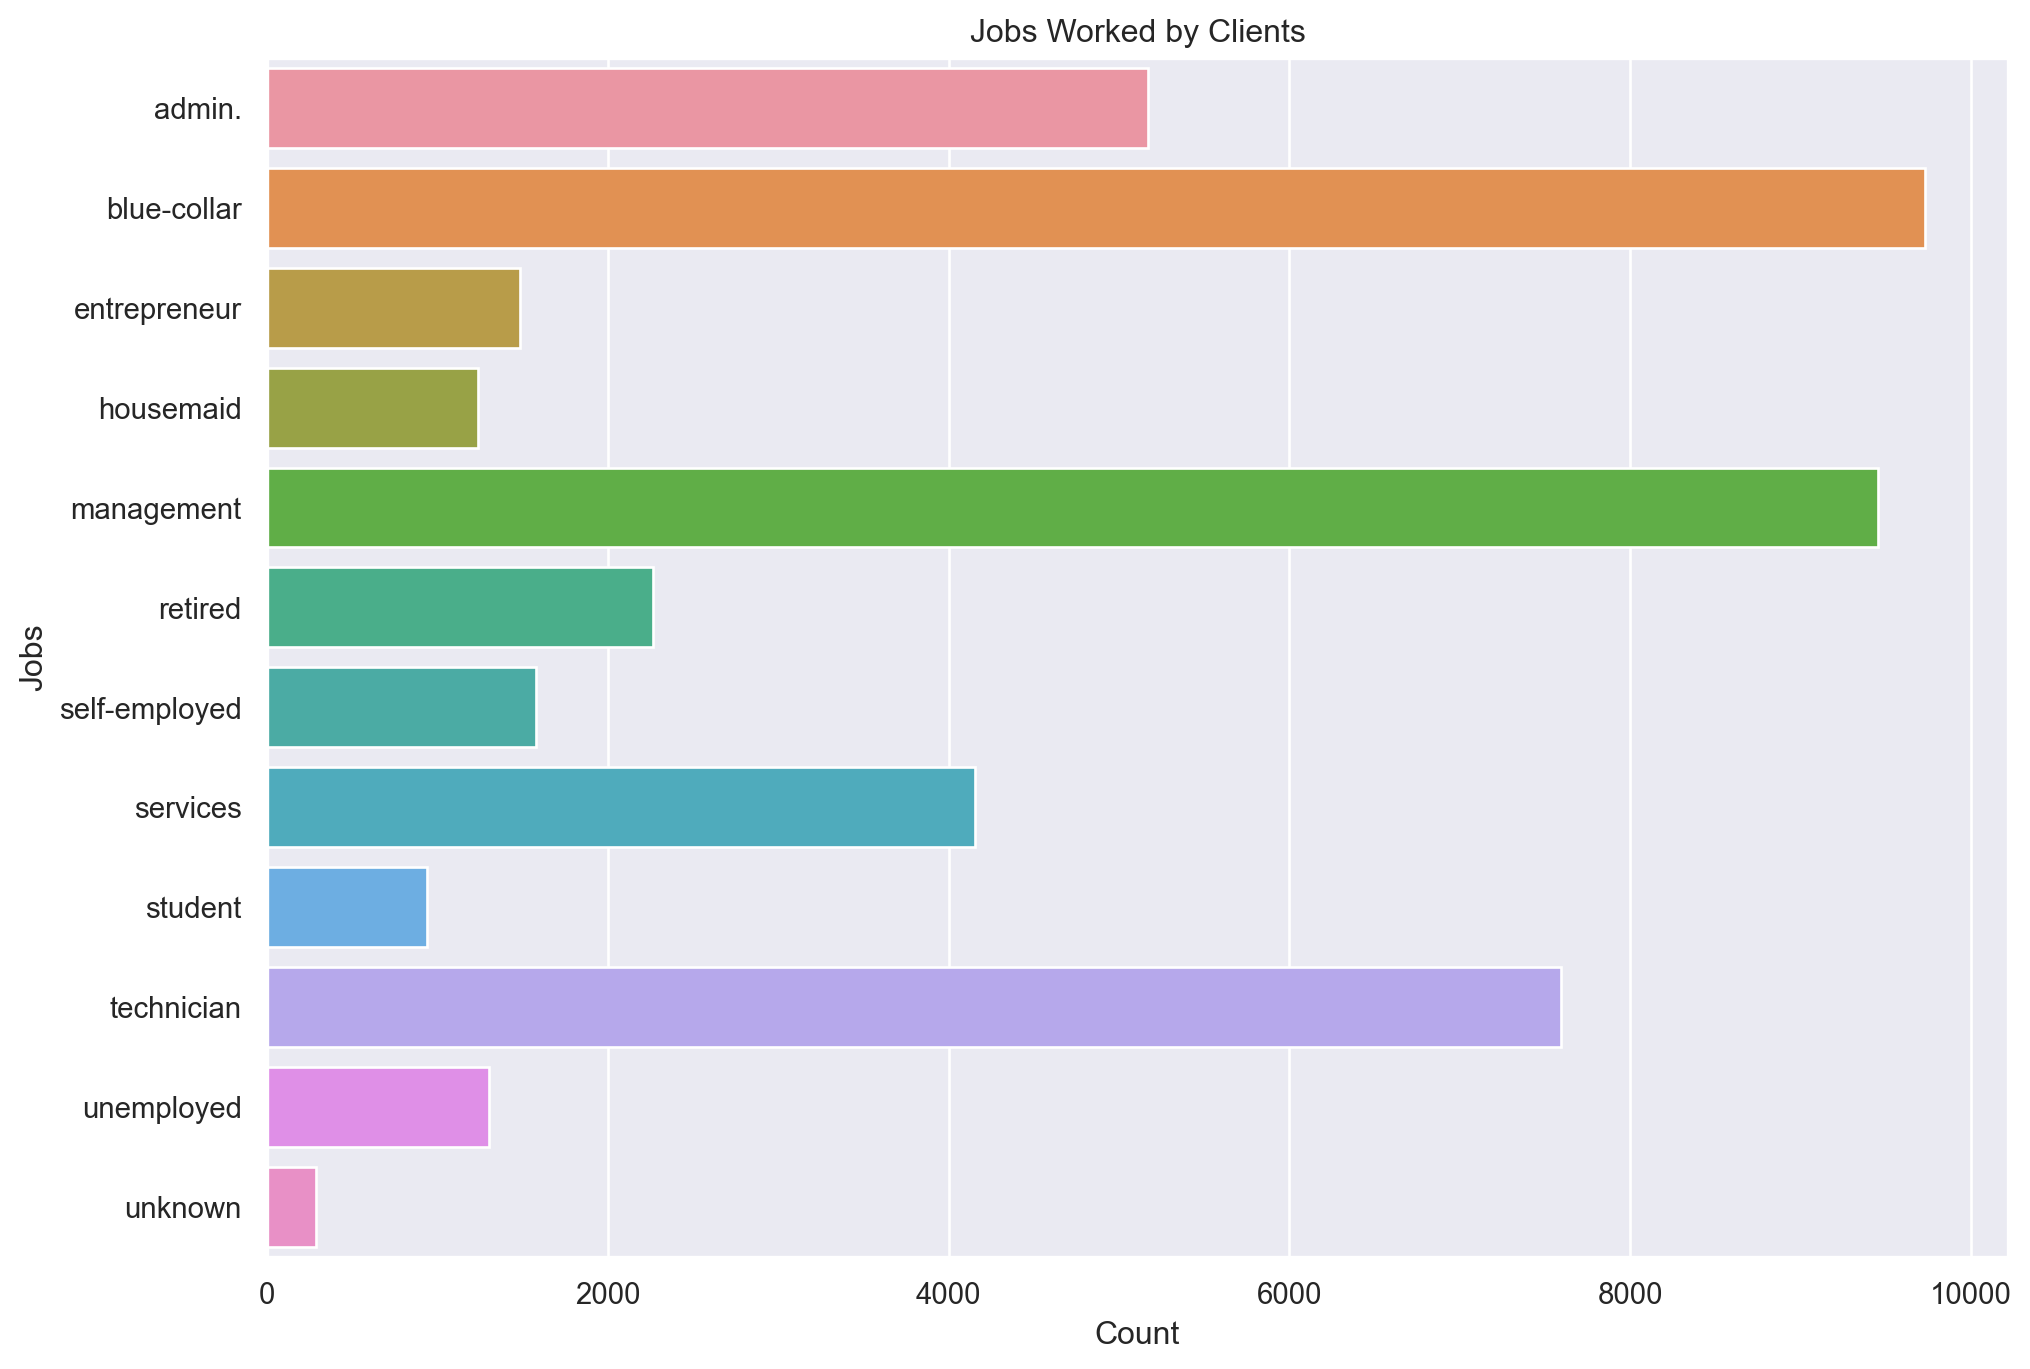 Jobs Worked by Clients
Jobs
admin.
blue-collar
entrepreneur
housemaid
management
retired
self-employed
services
student
technician
unemployed
unknown
0 2000 4000 6000 8000 10000
Count